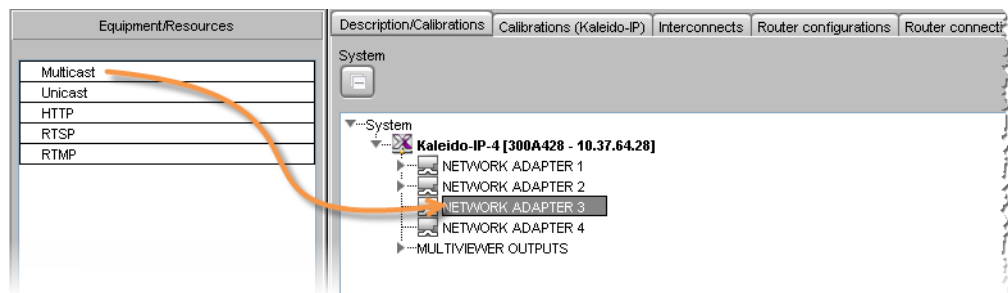 Equipment/Resources
Multicast
Unicast
HTTP
RTSP
RTMP
Description/Calibrations Calibrations (Kaleido-IP) Interconnects Router configurations Router connecti
System
System
Kaleido-IP-4 [300A428 - 10.37.64.28]
NETWORK ADAPTER 1
NETWORK ADAPTER 2
NETWORK ADAPTER 3
NETWORK ADAPTER 4
MULTIVIEWER OUTPUTS